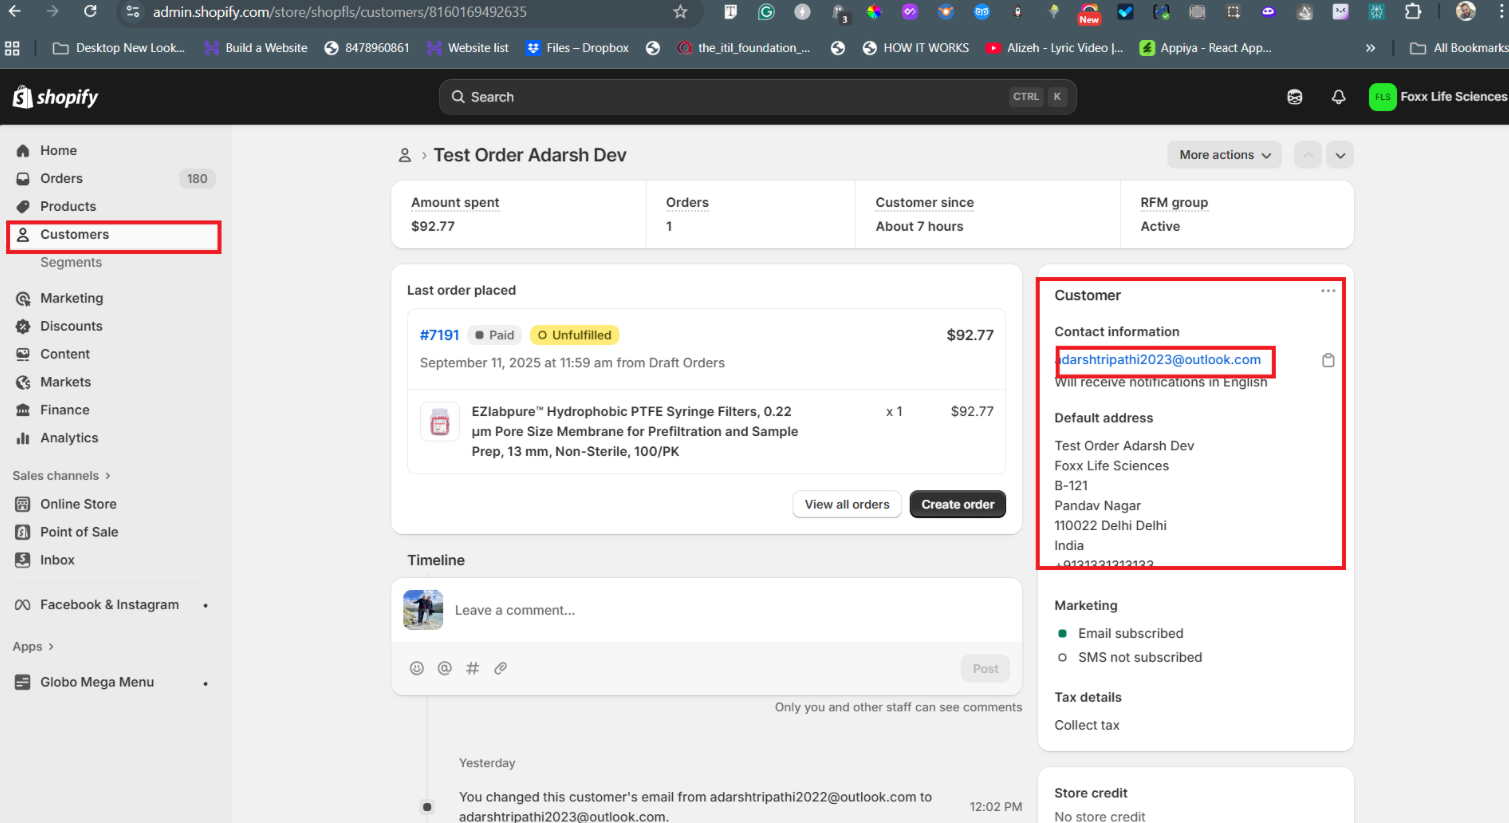 admin.shopify.com/store/shopfls/customers/8160169492635
3
New
Desktop New Look...
Build a Website
8478960861
Website list
Files – Dropbox
the_itil_foundation_...
HOW IT WORKS
Alizeh - Lyric Video |...
Appiya - React App...
»
All Bookmarks
shopify
Search
CTRL K
FLS
Foxx Life Sciences
Home
Orders 180
Products
Customers
Segments
Marketing
Discounts
Content
Markets
Finance
Analytics
Sales channels >
Online Store
Point of Sale
Inbox
Facebook & Instagram •
Apps >
Globo Mega Menu •
› Test Order Adarsh Dev
More actions
Amount spent
$92.77
Orders
1
Customer since
About 7 hours
RFM group
Active
Last order placed
#7191 Paid Unfulfilled $92.77
September 11, 2025 at 11:59 am from Draft Orders
EZlabpure™ Hydrophobic PTFE Syringe Filters, 0.22 x 1 $92.77
µm Pore Size Membrane for Prefiltration and Sample
Prep, 13 mm, Non-Sterile, 100/PK
View all orders
Create order
Timeline
Leave a comment...
Post
Only you and other staff can see comments
Yesterday
You changed this customer's email from adarshtripathi2022@outlook.com to 12:02 PM
adarshtripathi2023@outlook.com.
Customer
Contact information
adarshtripathi2023@outlook.com
Will receive notifications in English
Default address
Test Order Adarsh Dev
Foxx Life Sciences
B-121
Pandav Nagar
110022 Delhi Delhi
India
+9131331313133
Marketing
Email subscribed
SMS not subscribed
Tax details
Collect tax
Store credit
No store credit